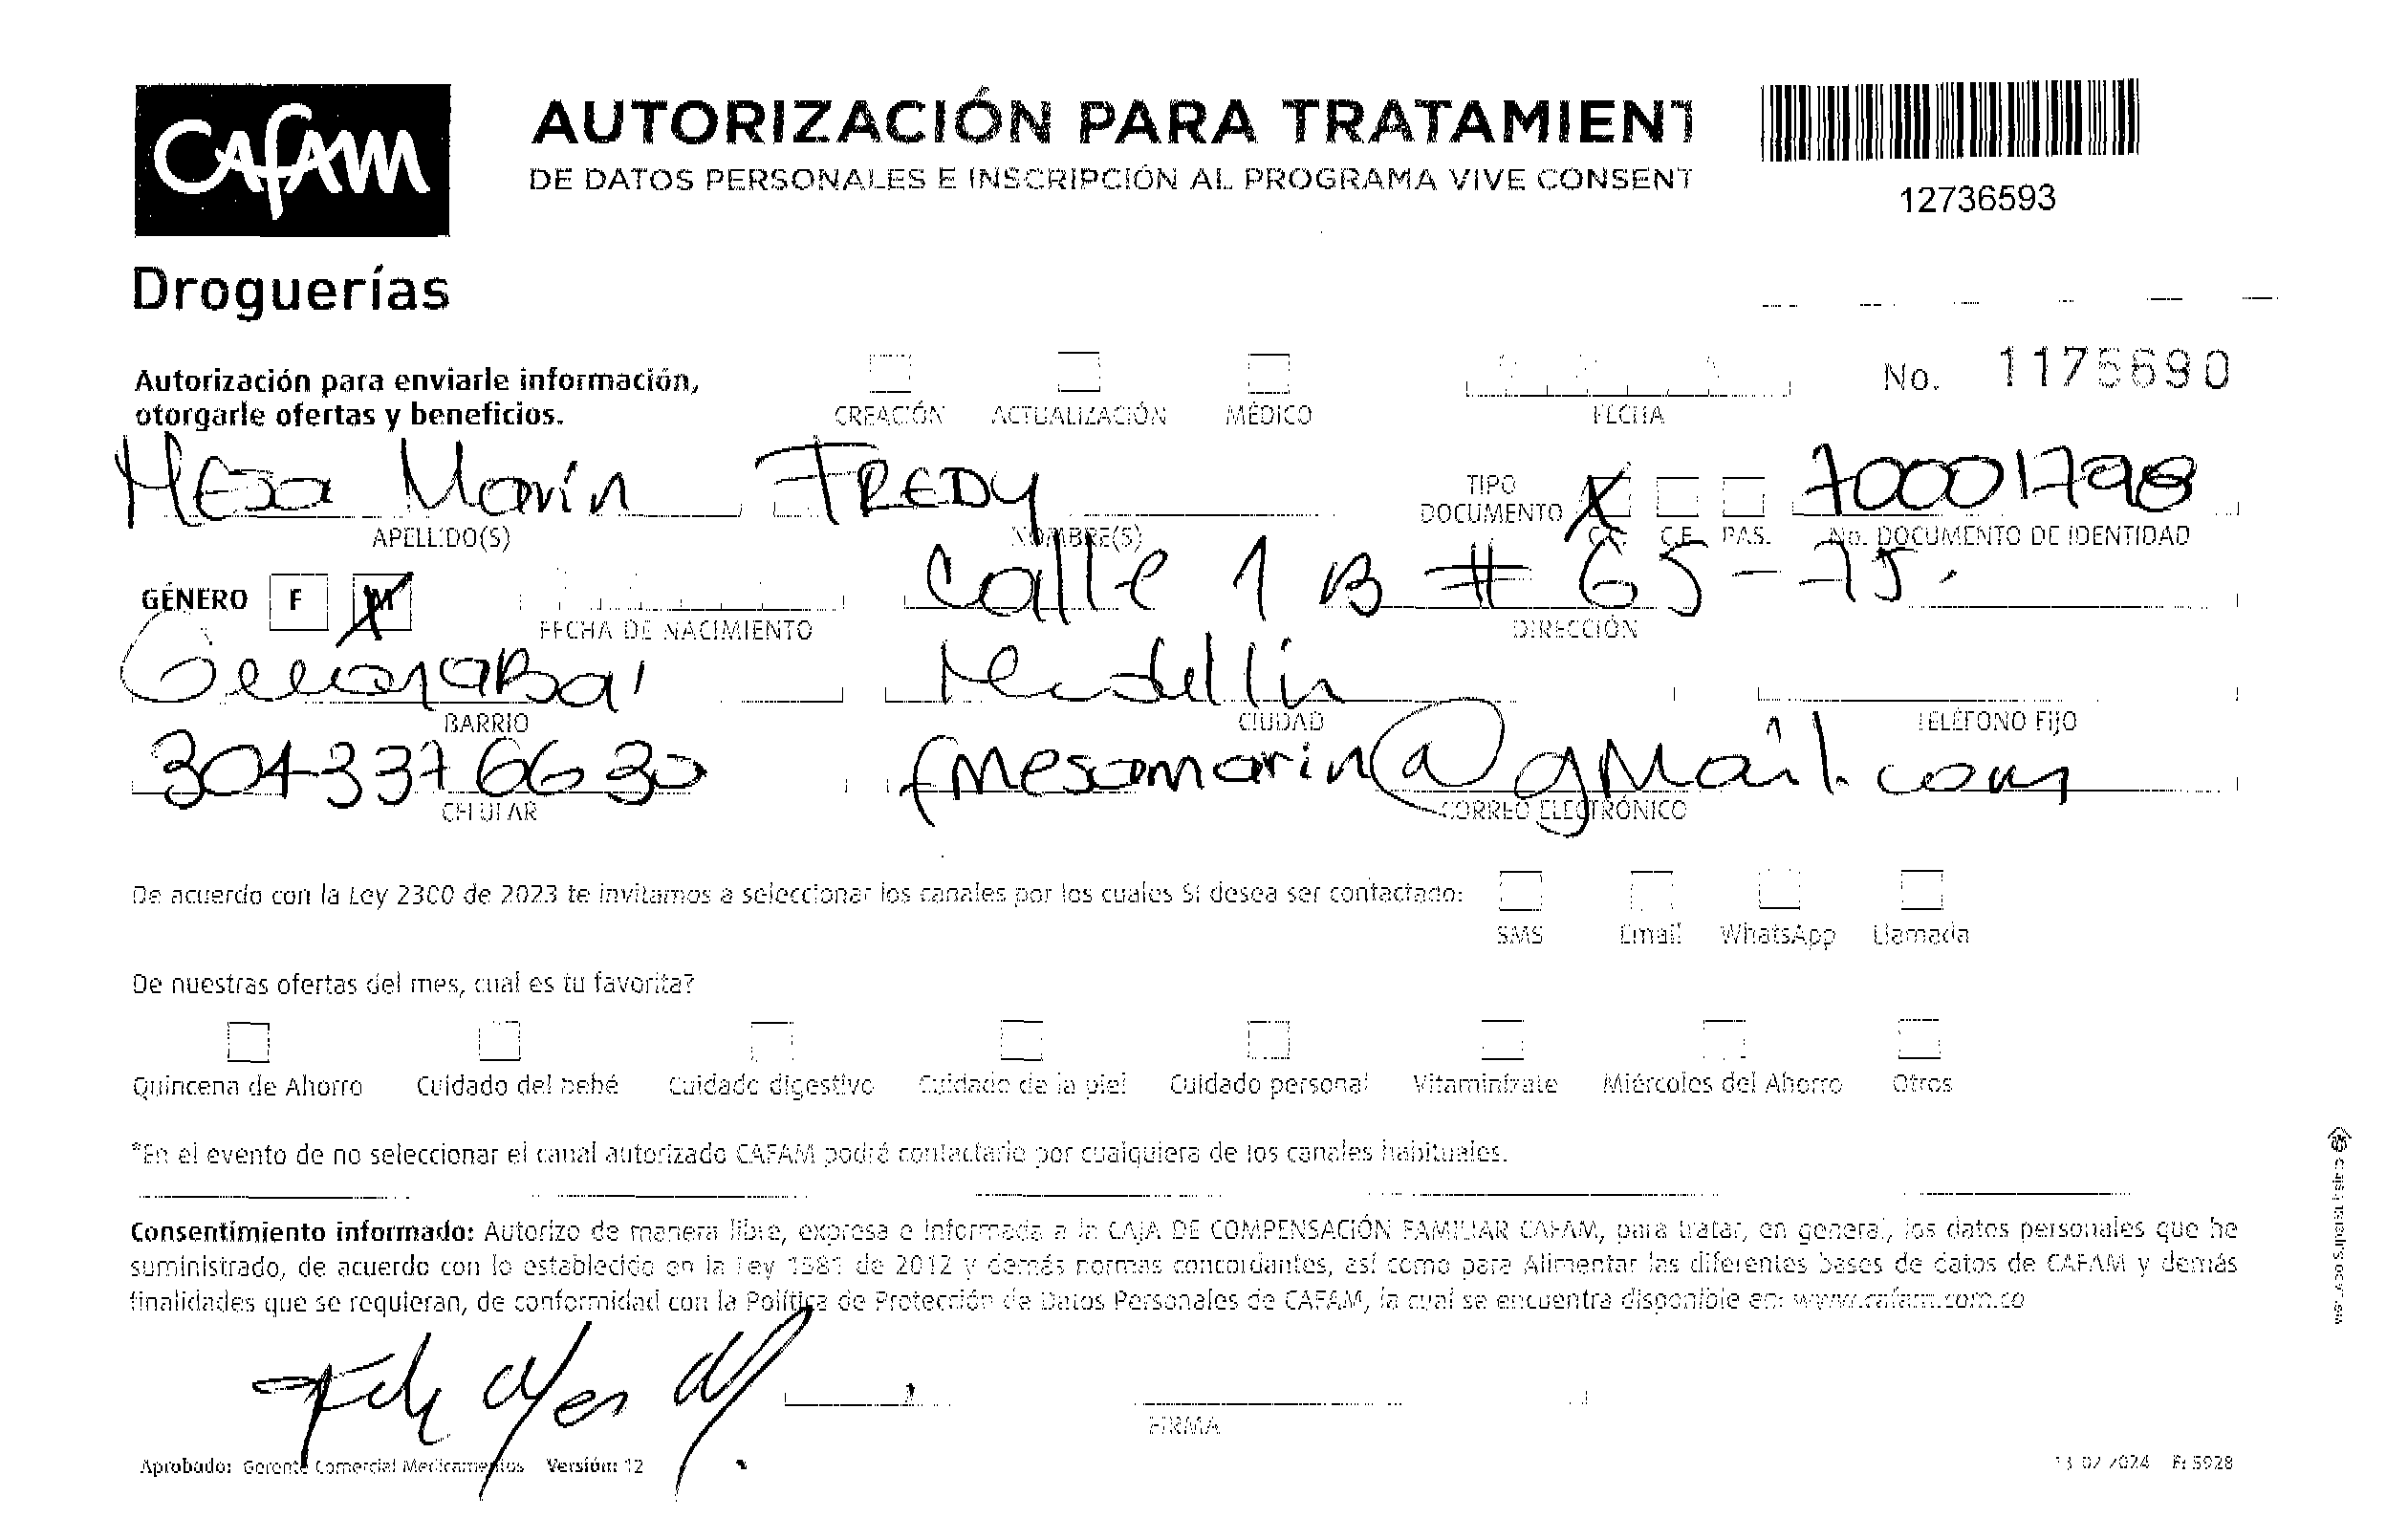 CAFAM
Droguerías
AUTORIZACIÓN PARA TRATAMIENT
DE DATOS PERSONALES E INSCRIPCIÓN AL PROGRAMA VIVE CONSENT
12736593
Autorización para enviarle información,
otorgarle ofertas y beneficios.
CREACIÓN ACTUALIZACIÓN MÉDICO FECHA
No. 1175690
MEsa Marín FREDY 70001798
APELLIDO(S) NOMBRE(S) TIPO DOCUMENTO X C.C. C.E. PAS. No. DOCUMENTO DE IDENTIDAD
GÉNERO F M X Calle 1 B # 65-75.
FECHA DE NACIMIENTO DIRECCIÓN
Medellin
BARRIO CIUDAD TELÉFONO FIJO
3043376630 fmesamarin@gmail.com
CELULAR CORREO ELECTRÓNICO
De acuerdo con la Ley 2300 de 2023 te invitamos a seleccionar los canales por los cuales SI desea ser contactado:
SMS Email WhatsApp Llamada
De nuestras ofertas del mes, cual es tu favorita?
Quincena de Ahorro Cuidado del bebé Cuidado digestivo Cuidado de la piel Cuidado personal Vitaminízate Miércoles del Ahorro Otros
*En el evento de no seleccionar el canal autorizado CAFAM podrá contactarlo por cualquiera de los canales habituales.
Consentimiento informado: Autorizo de manera libre, expresa e informada a la CAJA DE COMPENSACIÓN FAMILIAR CAFAM, para tratar, en general, los datos personales que he
suministrado, de acuerdo con lo establecido en la Ley 1581 de 2012 y demás normas concordantes, así como para Alimentar las diferentes bases de datos de CAFAM y demás
finalidades que se requieran, de conformidad con la Política de Protección de Datos Personales de CAFAM, la cual se encuentra disponible en: www.cafam.com.co
FIRMA
Aprobado: Gerente Comercial Medicamentos Versión: 12
13 02 2024 F: 5928